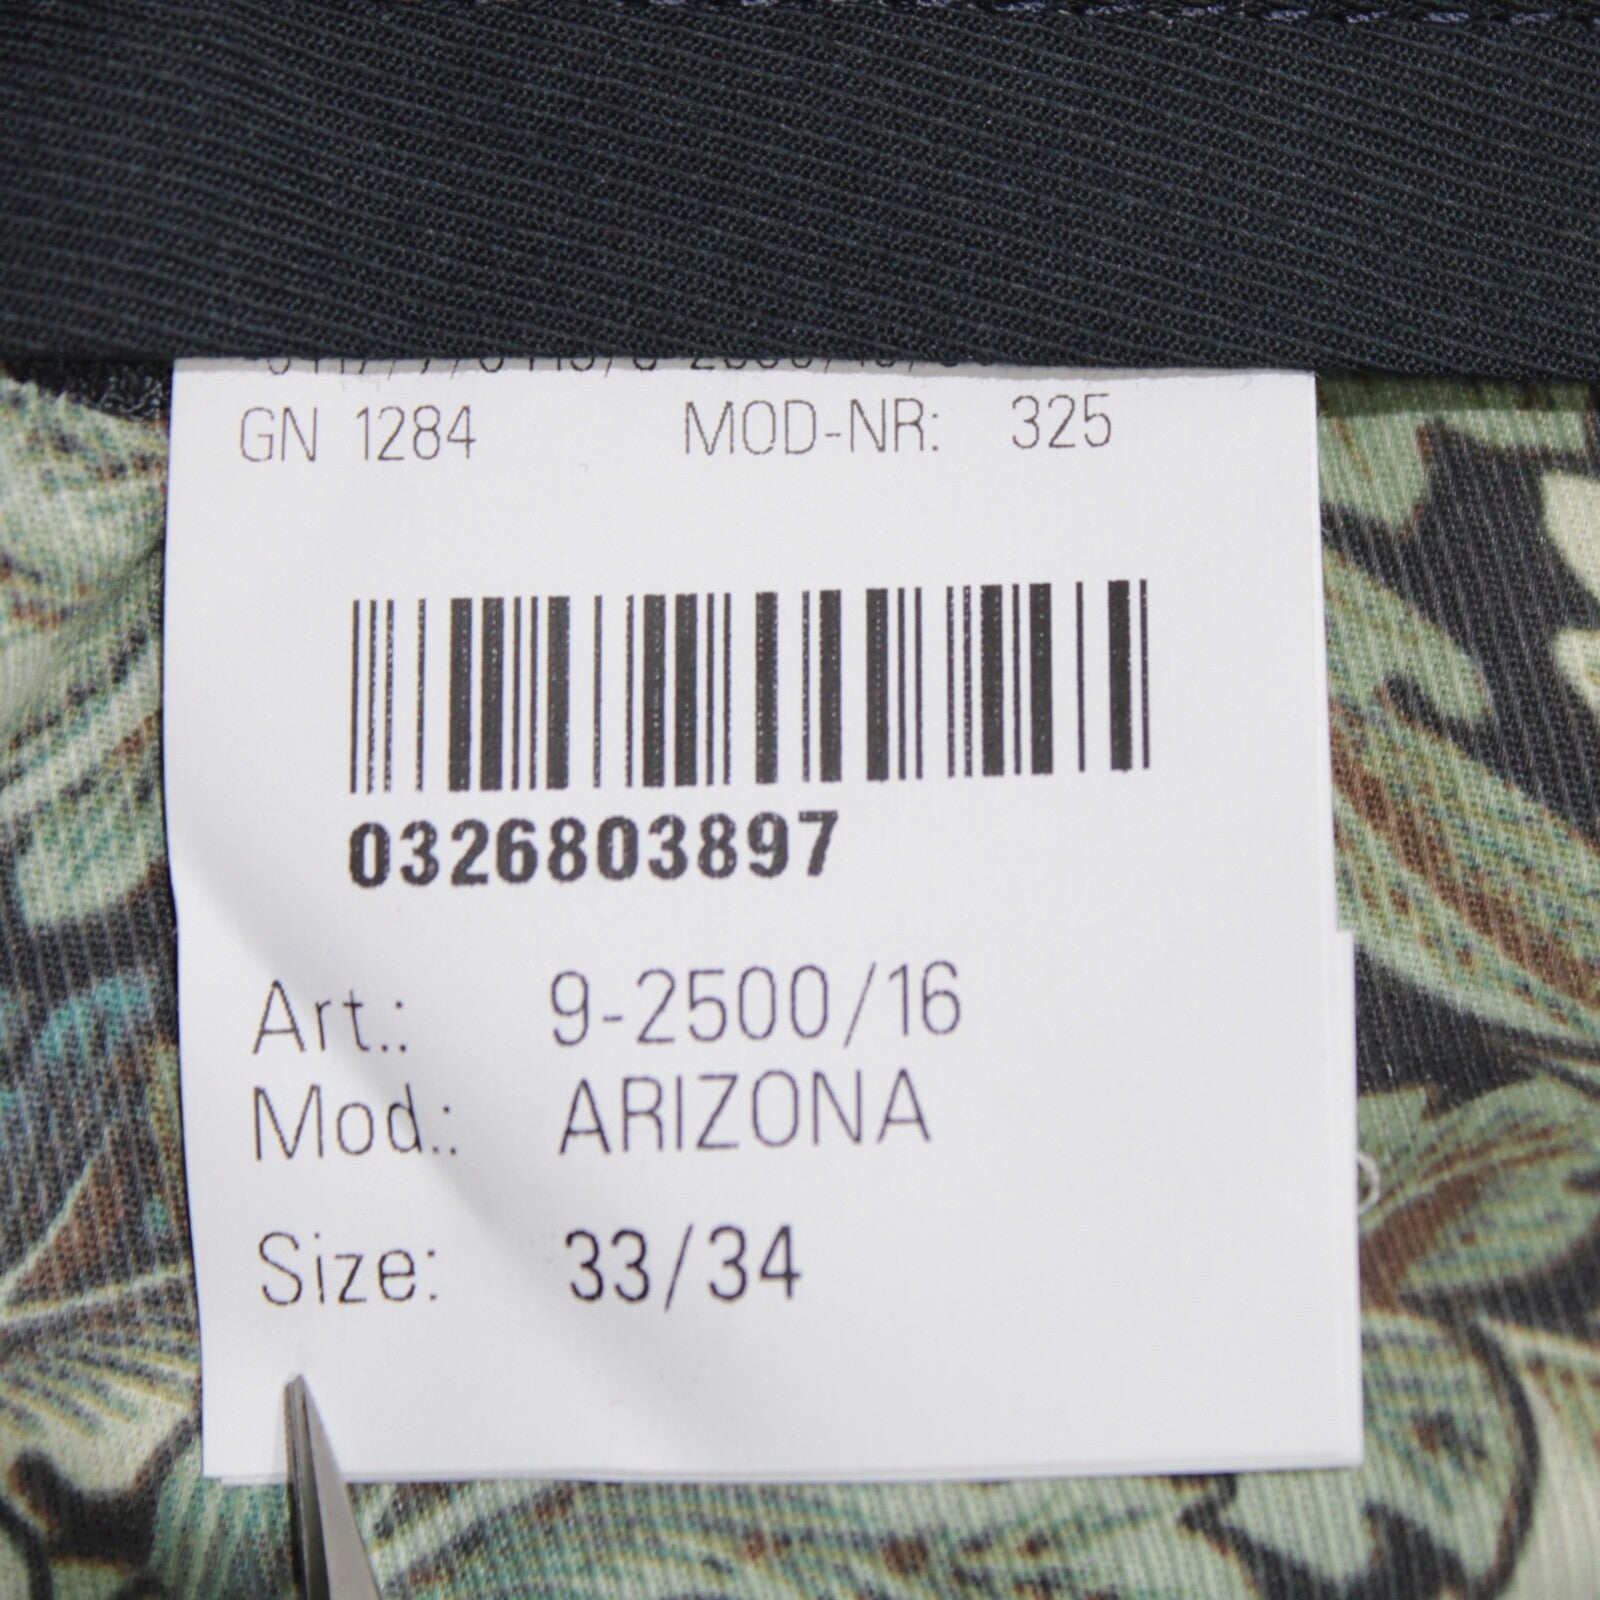 GN 1284 MOD-NR: 325
0326803897
Art.: 9-2500/16
Mod.: ARIZONA
Size: 33/34